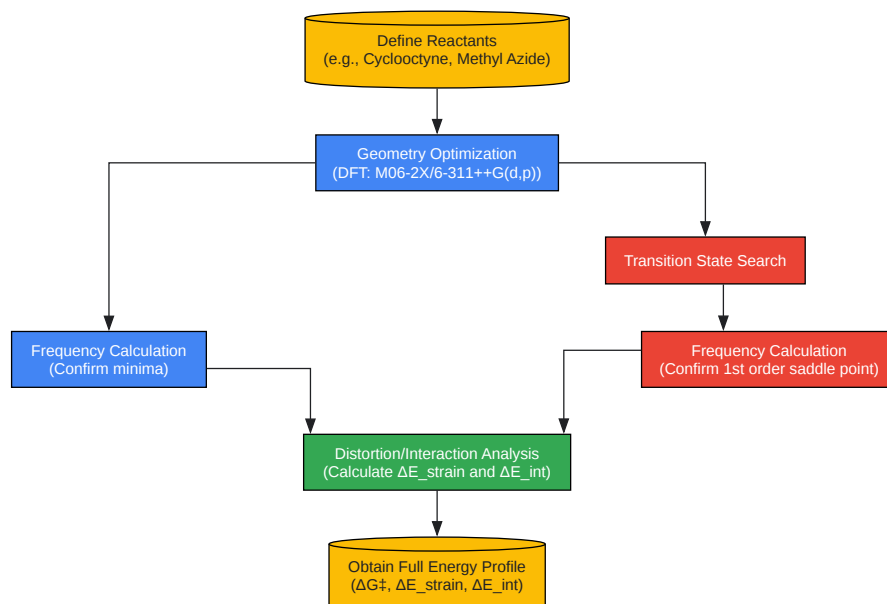 Define Reactants
(e.g., Cyclooctyne, Methyl Azide)
Geometry Optimization
(DFT: M06-2X/6-311++G(d,p))
Transition State Search
Frequency Calculation
(Confirm minima)
Frequency Calculation
(Confirm 1st order saddle point)
Distortion/Interaction Analysis
(Calculate ΔE_strain and ΔE_int)
Obtain Full Energy Profile
(ΔG‡, ΔE_strain, ΔE_int)